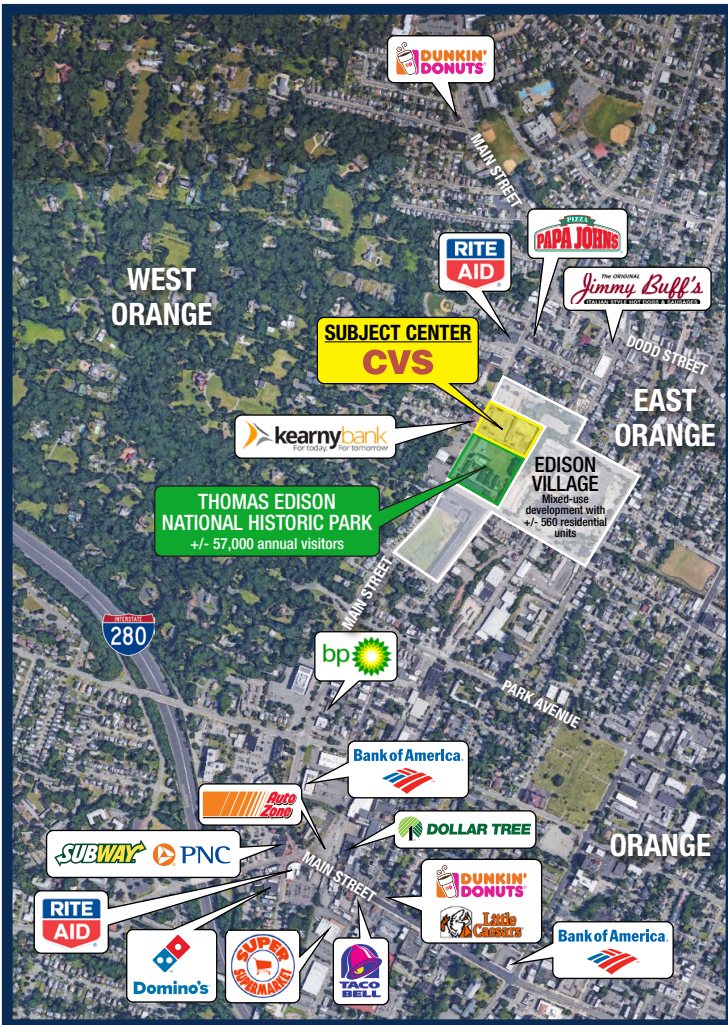 DUNKIN'
DONUTS
MAIN STREET
PIZZA
PAPA JOHNS
RITE
AID
The ORIGINAL
Jimmy Buff's
ITALIAN STYLE HOT DOGS & SAUSAGES
WEST
ORANGE
SUBJECT CENTER
CVS
DODD STREET
EAST
ORANGE
kearnybank
For today. For tomorrow
EDISON
VILLAGE
Mixed-use
development with
+/- 560 residential
units
THOMAS EDISON
NATIONAL HISTORIC PARK
+/- 57,000 annual visitors
MAIN STREET
INTERSTATE
280
bp
PARK AVENUE
Bank of America.
Auto
Zone
DOLLAR TREE
SUBWAY
PNC
MAIN STREET
ORANGE
DUNKIN'
DONUTS
Little
Caesars
RITE
AID
Domino's
SUPER
SUPERMARKET
TACO
BELL
Bank of America.